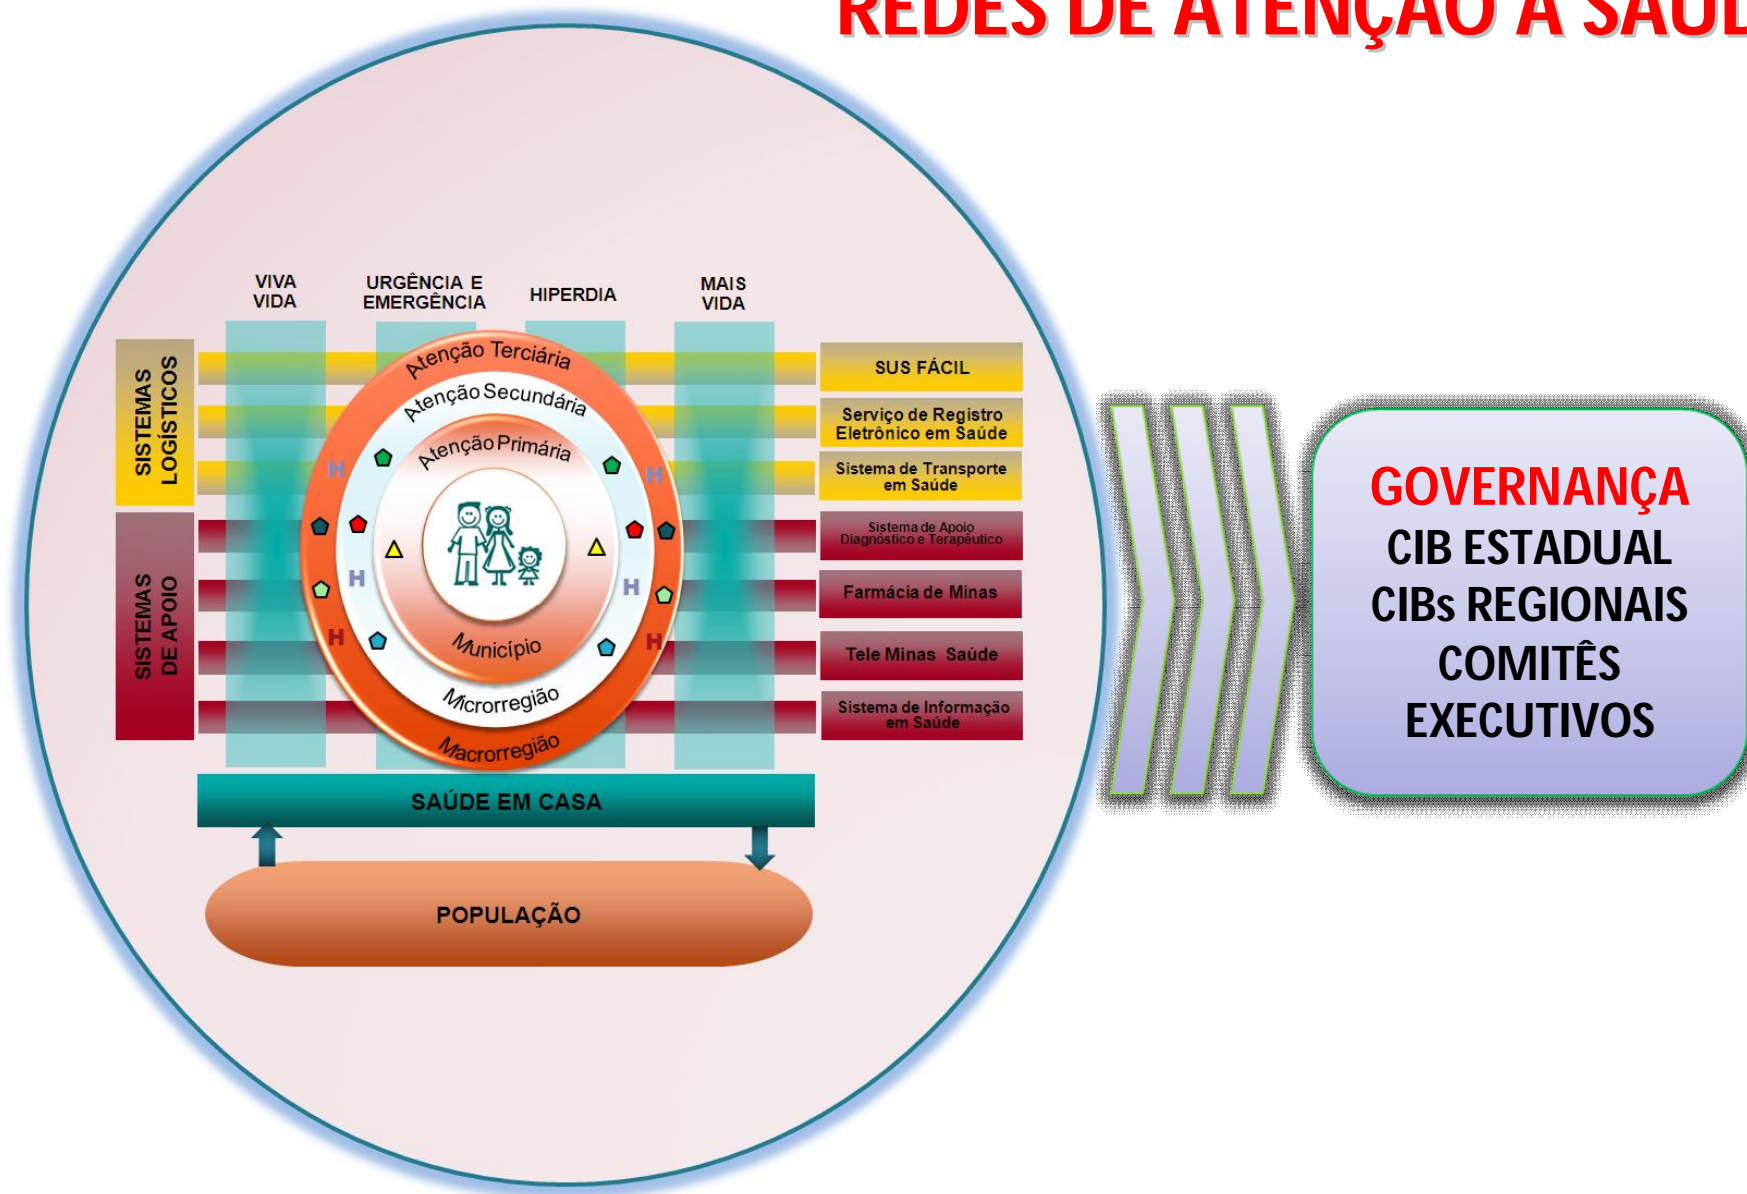 REDES DE ATENÇÃO A SAÚD
VIVA
VIDA
URGÊNCIA E
EMERGÊNCIA
HIPERDIA
MAIS
VIDA
SISTEMAS
LOGÍSTICOS
SISTEMAS
DE APOIO
Atenção Terciária
Atenção Secundária
Atenção Primária
H
H
H
H
H
H
Município
Microrregião
Macrorregião
SUS FÁCIL
Serviço de Registro
Eletrônico em Saúde
Sistema de Transporte
em Saúde
Sistema de Apoio
Diagnóstico e Terapêutico
Farmácia de Minas
Tele Minas Saúde
Sistema de Informação
em Saúde
SAÚDE EM CASA
POPULAÇÃO
GOVERNANÇA
CIB ESTADUAL
CIBs REGIONAIS
COMITÊS
EXECUTIVOS